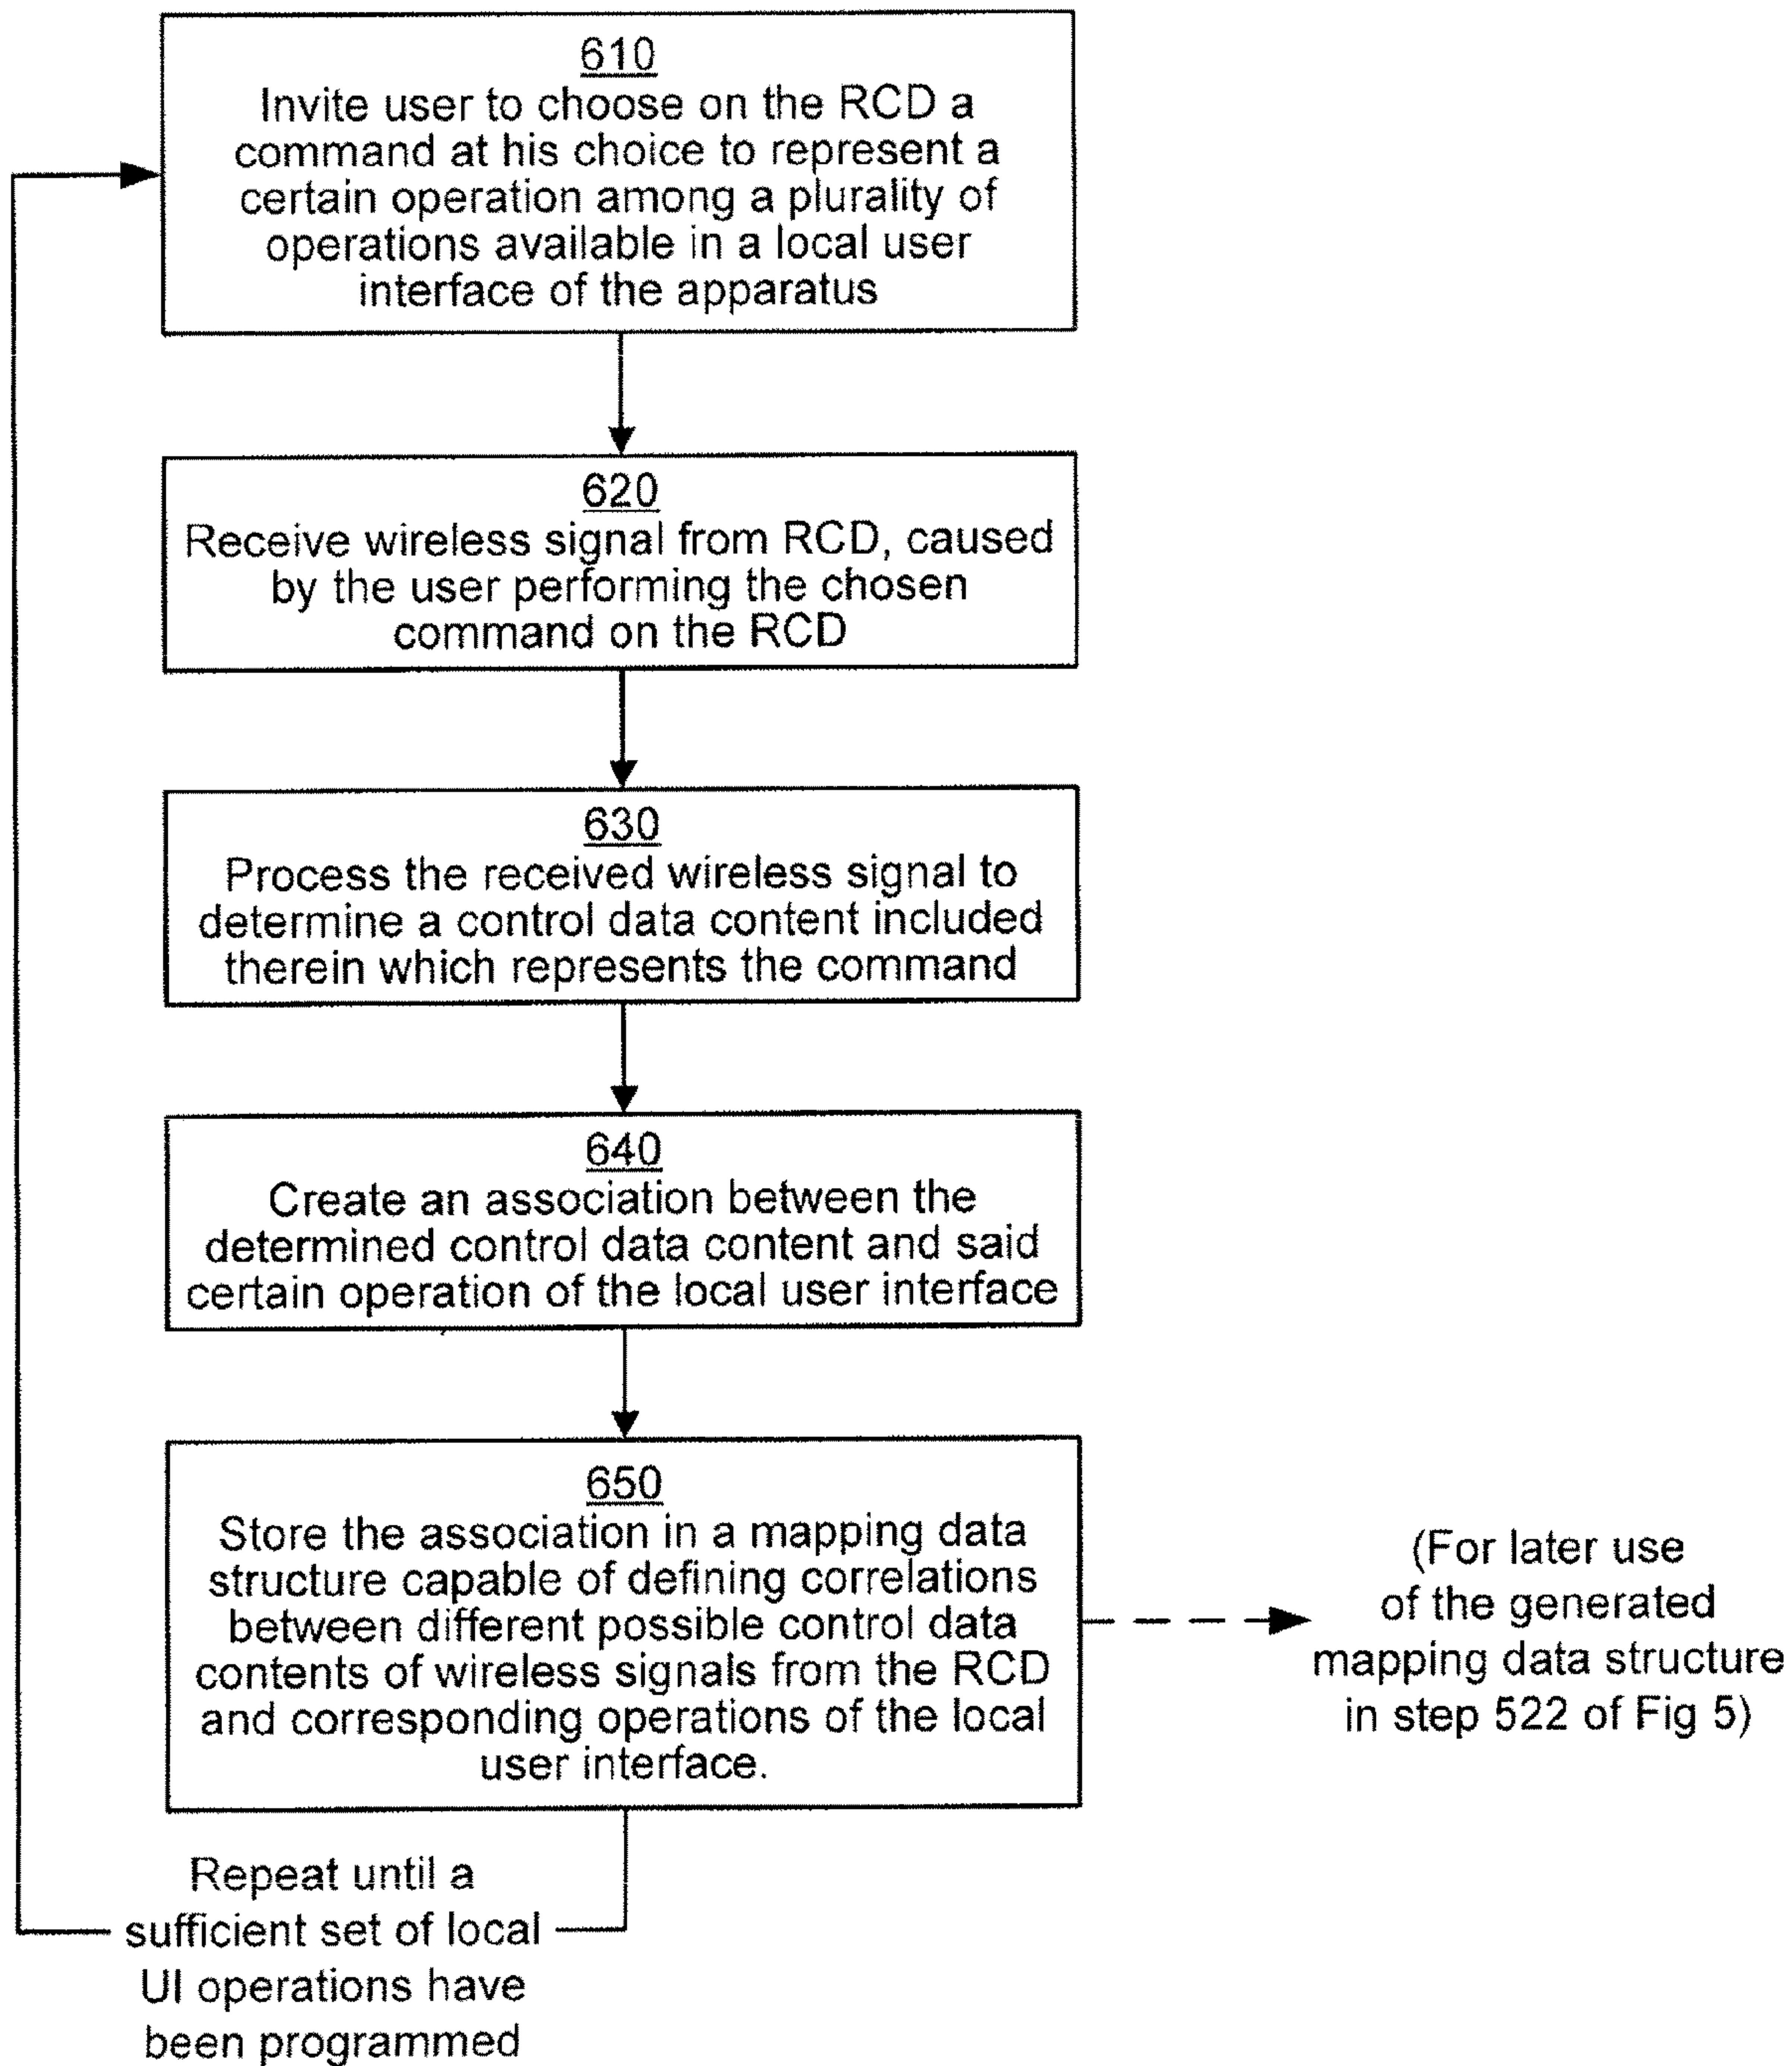 610
Invite user to choose on the RCD a
command at his choice to represent a
certain operation among a plurality of
operations available in a local user
interface of the apparatus
620
Receive wireless signal from RCD, caused
by the user performing the chosen
command on the RCD
630
Process the received wireless signal to
determine a control data content included
therein which represents the command
640
Create an association between the
determined control data content and said
certain operation of the local user interface
650
Store the association in a mapping data
structure capable of defining correlations
between different possible control data
contents of wireless signals from the RCD
and corresponding operations of the local
user interface.
(For later use
of the generated
mapping data structure
in step 522 of Fig 5)
Repeat until a
sufficient set of local
UI operations have
been programmed